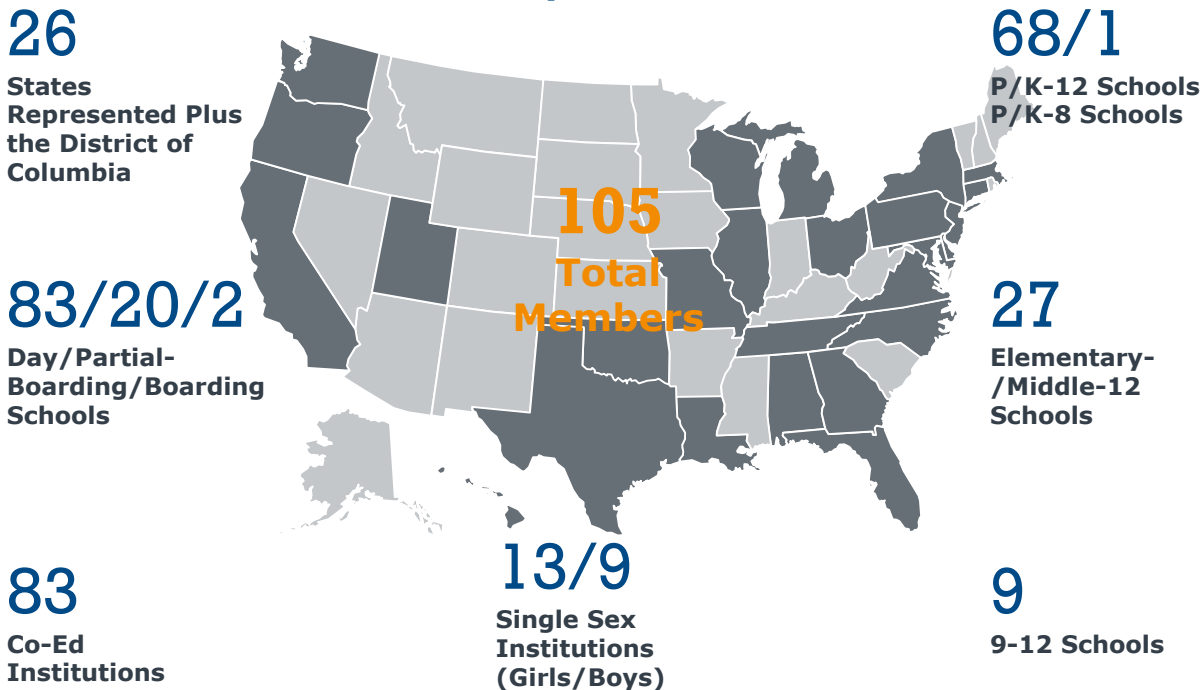 26
States
Represented Plus
the District of
Columbia
68/1
P/K-12 Schools
P/K-8 Schools
105
Total
Members
83/20/2
Day/Partial-
Boarding/Boarding
Schools
27
Elementary-
/Middle-12
Schools
83
Co-Ed
Institutions
13/9
Single Sex
Institutions
(Girls/Boys)
9
9-12 Schools